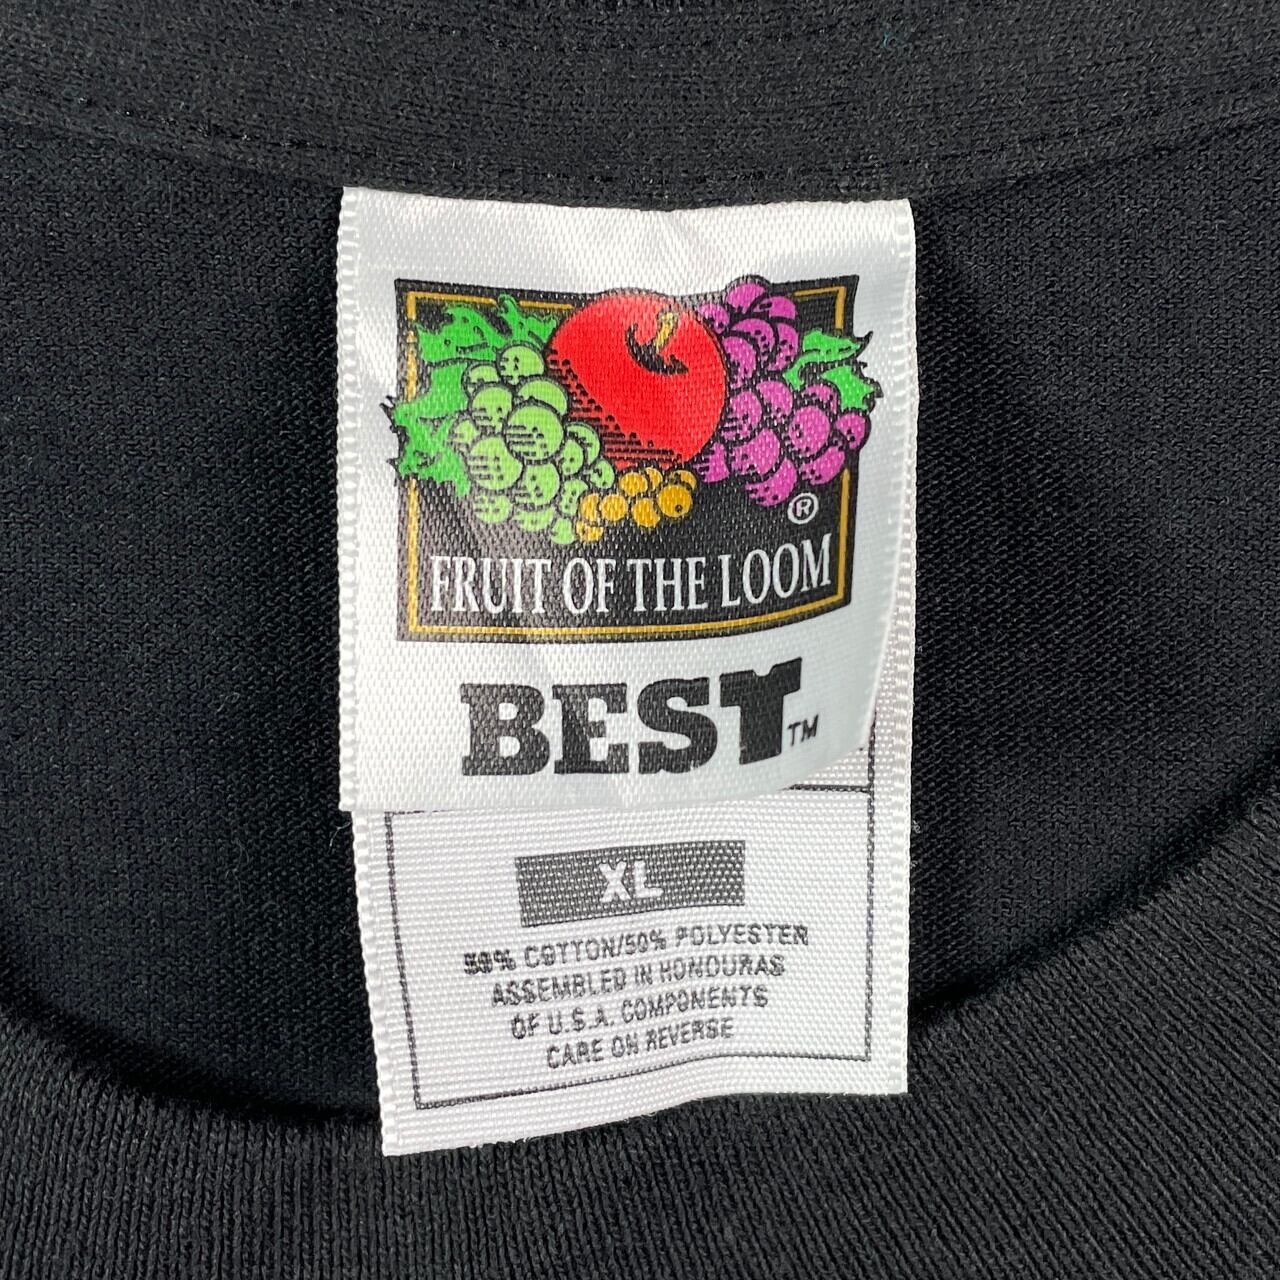 ®
FRUIT OF THE LOOM
BEST™
XL
50% COTTON/50% POLYESTER
ASSEMBLED IN HONDURAS
OF U.S.A. COMPONENTS
CARE ON REVERSE